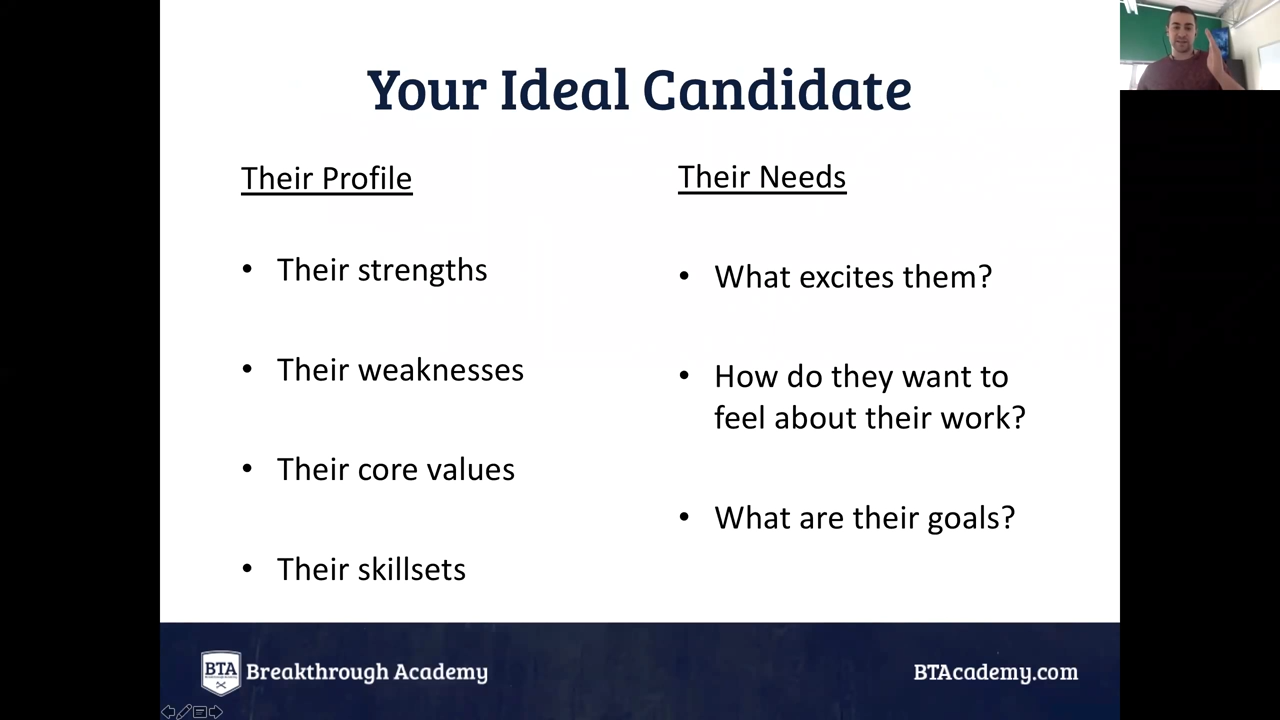 Your Ideal Candidate
Their Profile
• Their strengths
• Their weaknesses
• Their core values
• Their skillsets
Their Needs
• What excites them?
• How do they want to
feel about their work?
• What are their goals?
BTA
Breakthrough Academy
BTAcademy.com